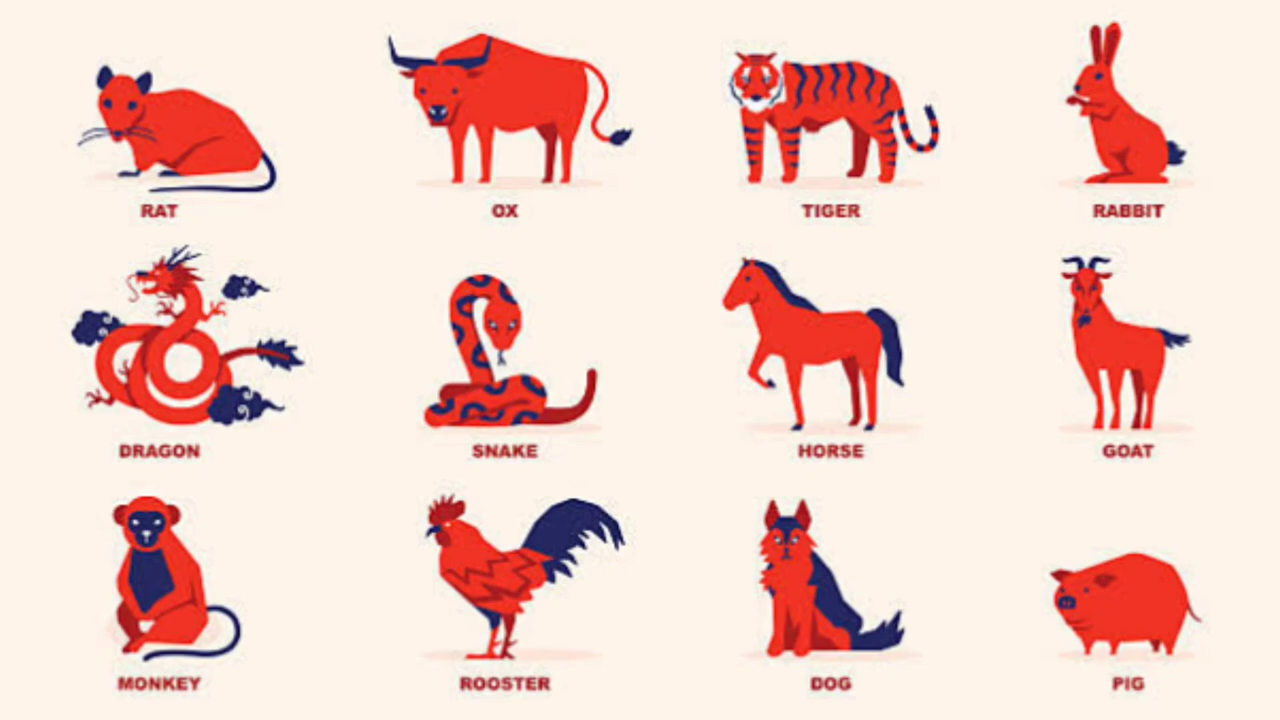 RAT
OX
TIGER
RABBIT
DRAGON
SNAKE
HORSE
GOAT
MONKEY
ROOSTER
DOG
PIG